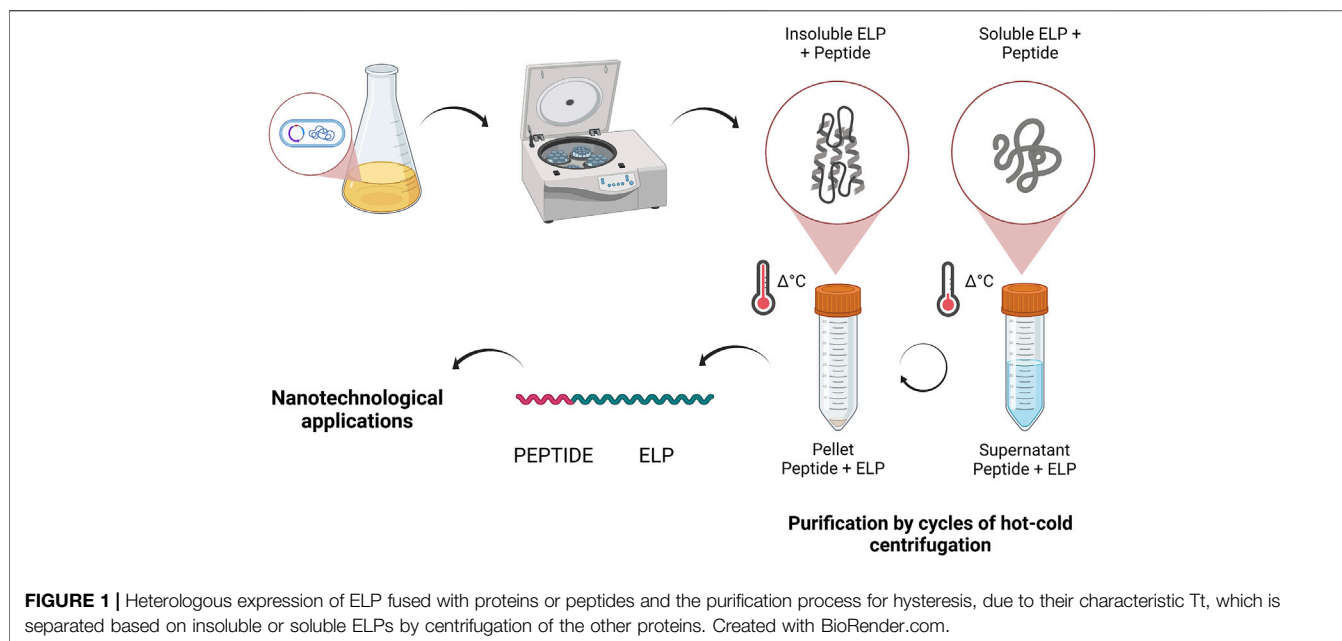 Insoluble ELP
+ Peptide
Soluble ELP +
Peptide
Δ°C
Δ°C
Nanotechnological
applications
PEPTIDE ELP
Pellet
Peptide + ELP
Supernatant
Peptide + ELP
Purification by cycles of hot-cold
centrifugation
FIGURE 1 | Heterologous expression of ELP fused with proteins or peptides and the purification process for hysteresis, due to their characteristic Tt, which is
separated based on insoluble or soluble ELPs by centrifugation of the other proteins. Created with BioRender.com.